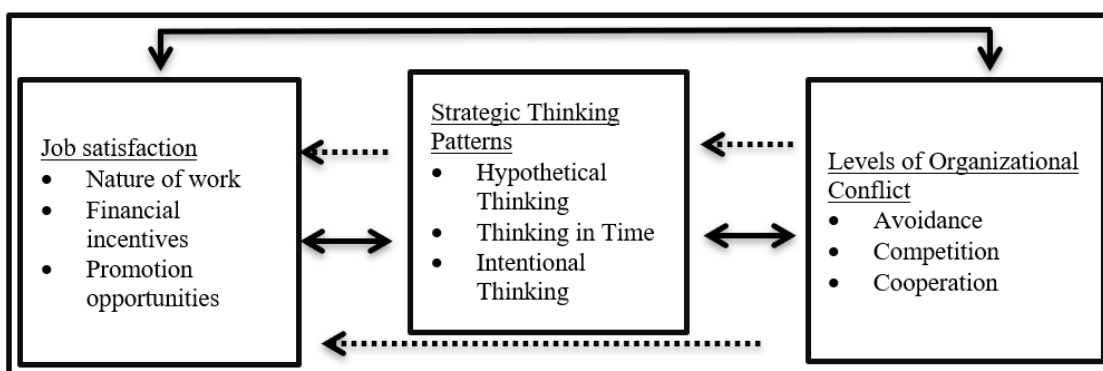 Job satisfaction
• Nature of work
• Financial
incentives
• Promotion
opportunities
Strategic Thinking
Patterns
• Hypothetical
Thinking
• Thinking in Time
• Intentional
Thinking
Levels of Organizational
Conflict
• Avoidance
• Competition
• Cooperation